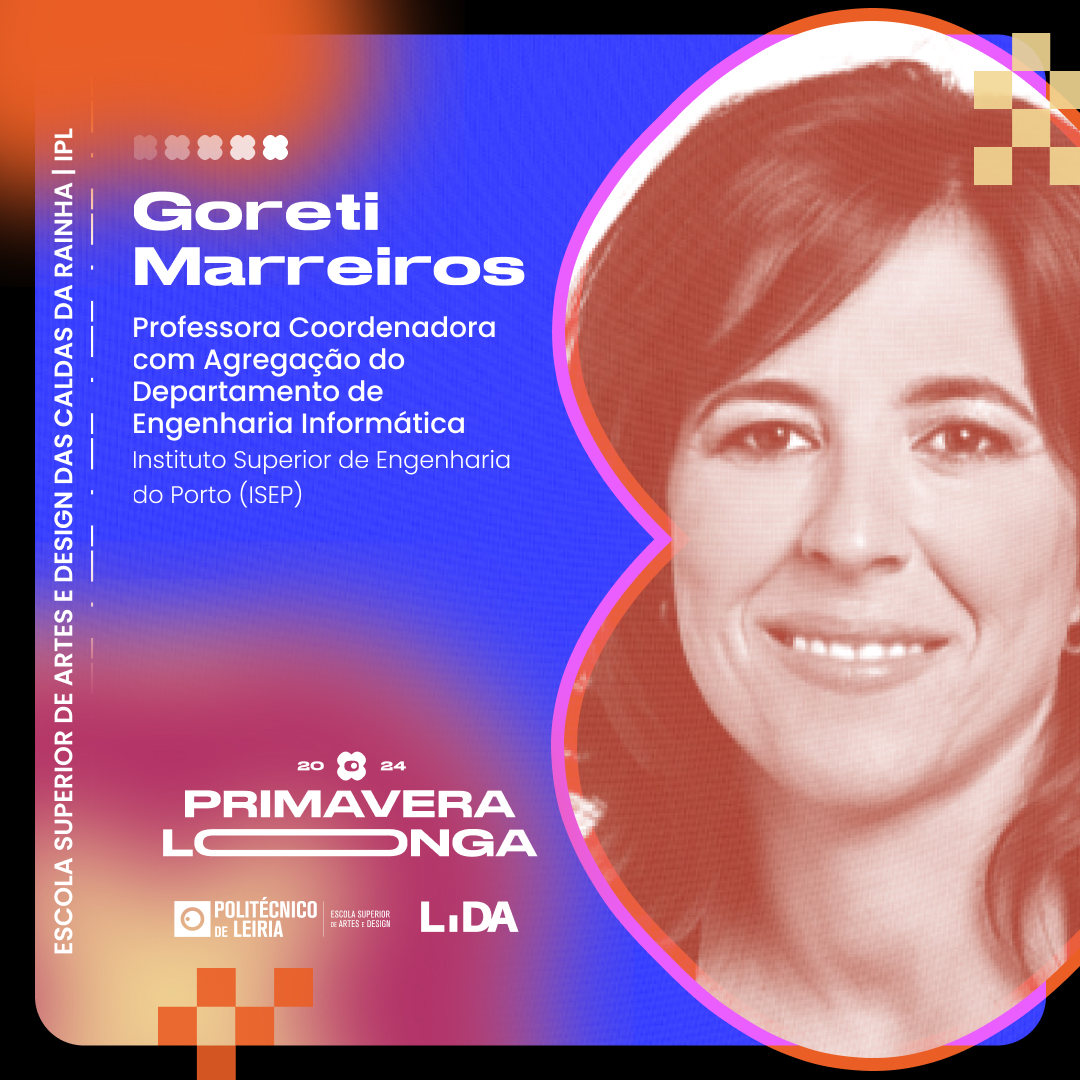 ESCOLA SUPERIOR DE ARTES E DESIGN DAS CALDAS DA RAINHA | IPL
Goreti
Marreiros
Professora Coordenadora
com Agregação do
Departamento de
Engenharia Informática
Instituto Superior de Engenharia
do Porto (ISEP)
20 24
PRIMAVERA
LOONGA
POLITÉCNICO
DE LEIRIA
ESCOLA SUPERIOR
DE ARTES E DESIGN
LIDA